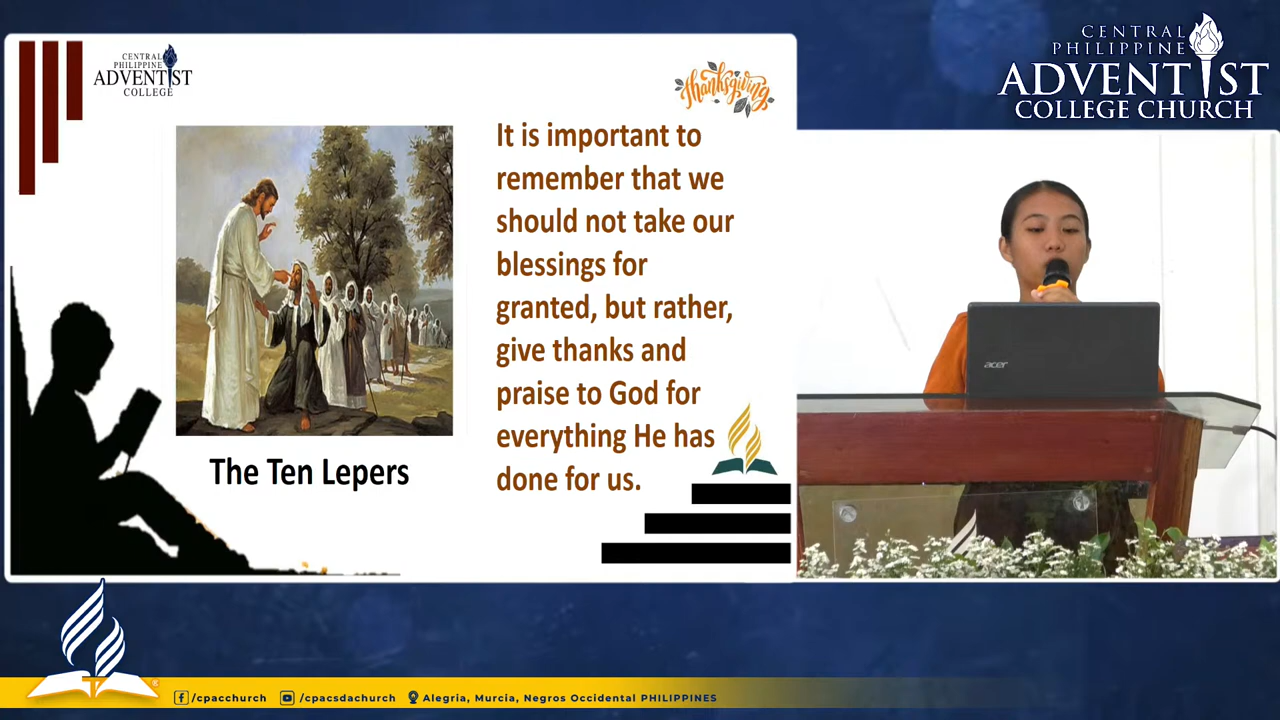 CENTRAL
PHILIPPINE
ADVENTIST
COLLEGE
Thanksgiving
It is important to
remember that we
should not take our
blessings for
granted, but rather,
give thanks and
praise to God for
everything He has
done for us.
The Ten Lepers
CENTRAL
PHILIPPINE
ADVENTIST
COLLEGE CHURCH
acer
/cpacchurch
/cpacsdachurch
Alegria, Murcia, Negros Occidental PHILIPPINES